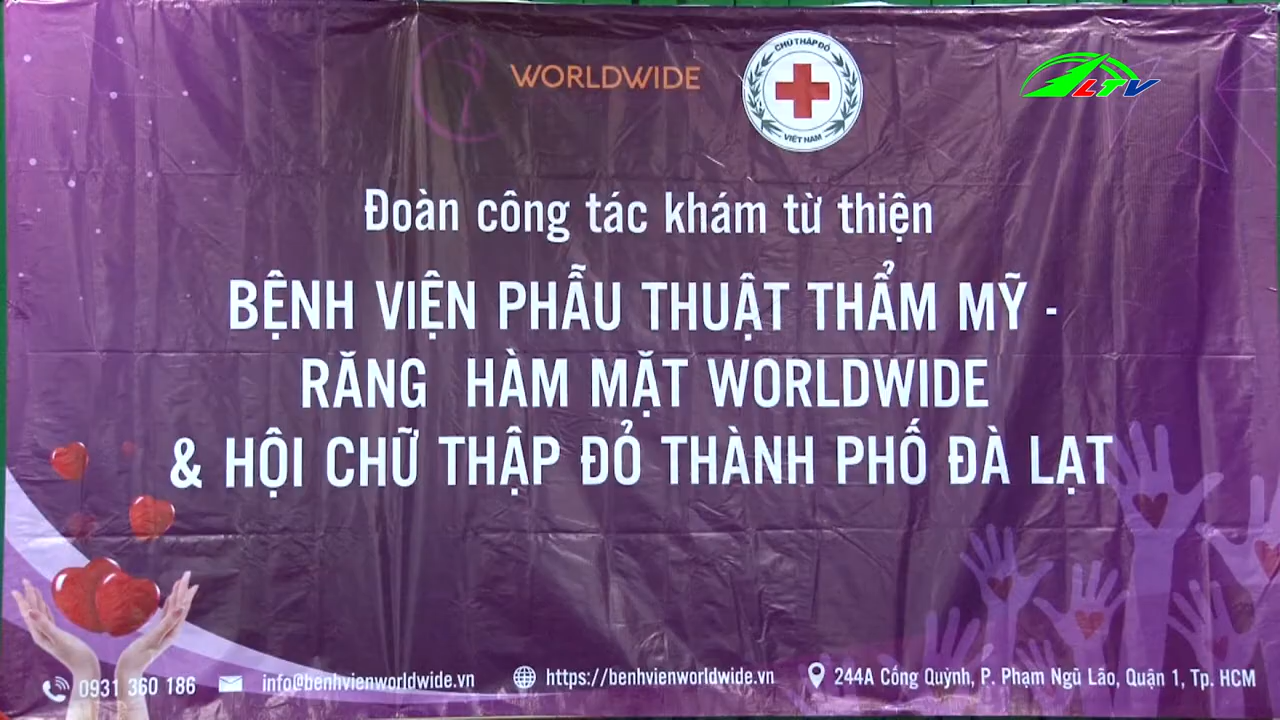 WORLDWIDE
CHỮ THẬP ĐỎ
VIỆT NAM
LTV
Đoàn công tác khám từ thiện
BỆNH VIỆN PHẪU THUẬT THẨM MỸ -
RĂNG HÀM MẶT WORLDWIDE
& HỘI CHỮ THẬP ĐỎ THÀNH PHỐ ĐÀ LẠT
0931 360 186 info@benhvienworldwide.vn https://benhvienworldwide.vn 244A Cống Quỳnh, P. Phạm Ngũ Lão, Quận 1, Tp. HCM